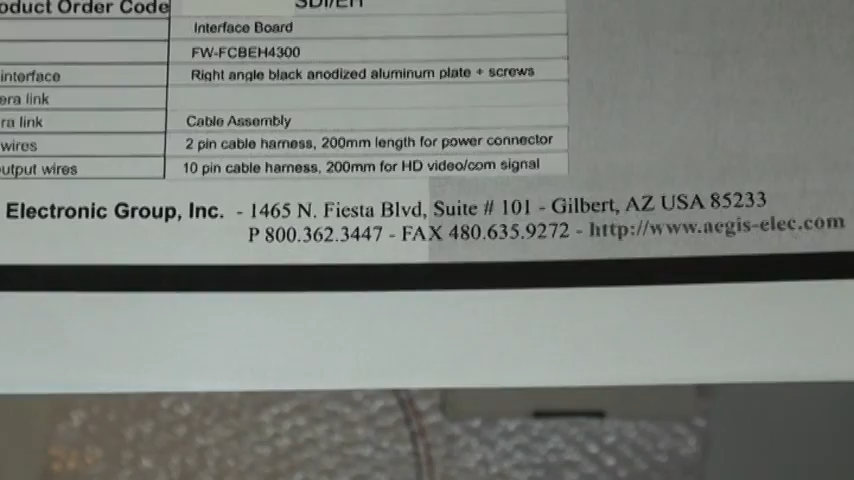 oduct Order Code SDI/EH
Interface Board
FW-FCBEH4300
interface Right angle black anodized aluminum plate + screws
era link
ra link Cable Assembly
wires 2 pin cable harness, 200mm length for power connector
utput wires 10 pin cable harness, 200mm for HD video/com signal
Electronic Group, Inc. - 1465 N. Fiesta Blvd, Suite # 101 - Gilbert, AZ USA 85233
P 800.362.3447 - FAX 480.635.9272 - http://www.aegis-elec.com